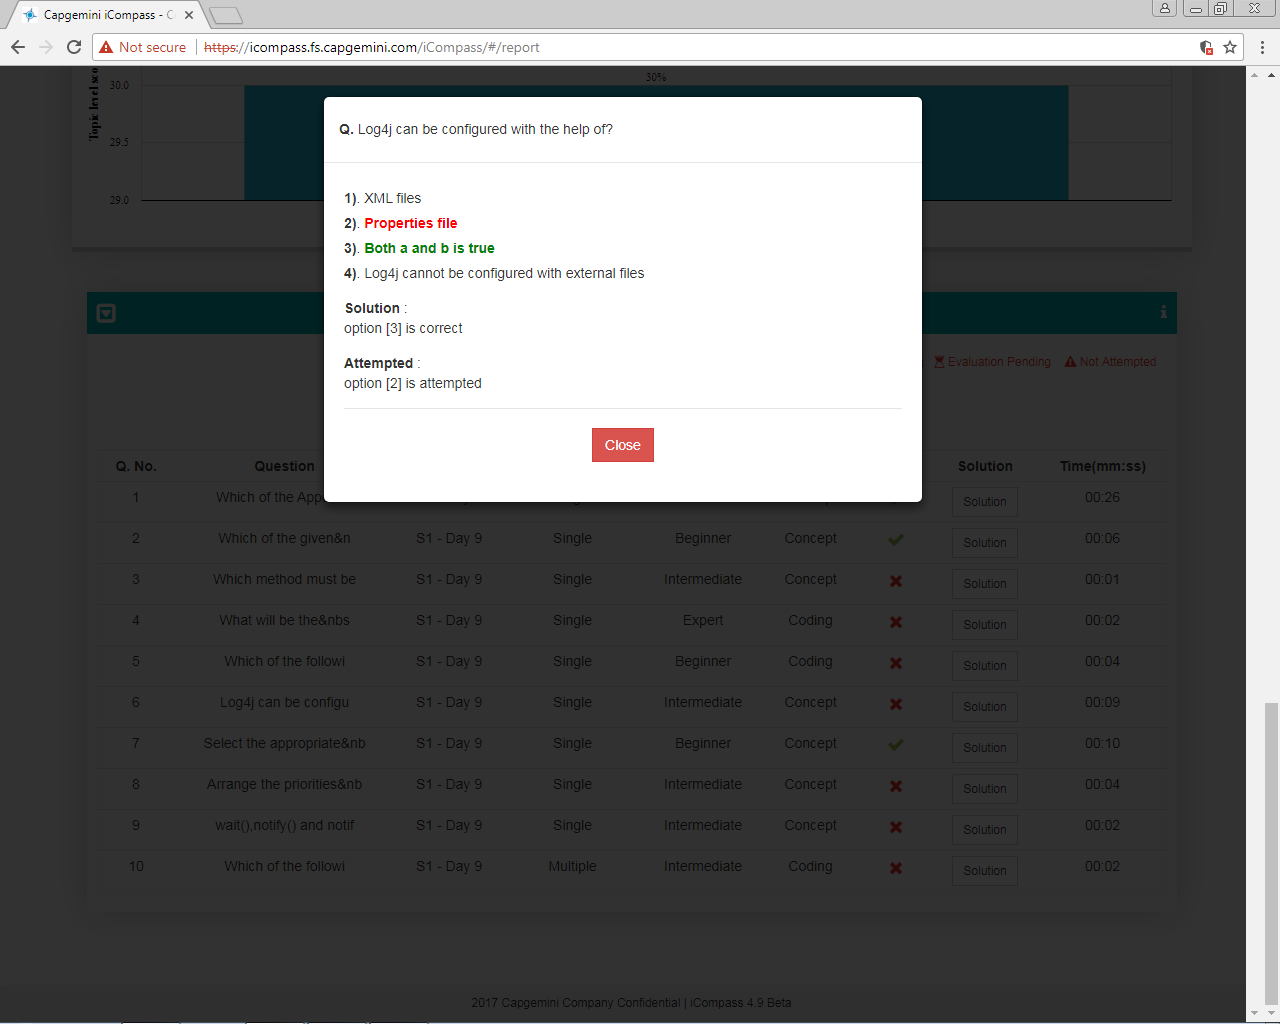 Capgemini iCompass - C
Not secure
https://icompass.fs.capgemini.com/iCompass/#/report
30%
30.0
29.5
29.0
Topic level sco
Q. Log4j can be configured with the help of?
1). XML files
2). Properties file
3). Both a and b is true
4). Log4j cannot be configured with external files
Solution :
option [3] is correct
Attempted :
option [2] is attempted
Close
Evaluation Pending Not Attempted
Q. No. Question Solution Time(mm:ss)
1 Which of the App Solution 00:26
2 Which of the given&n S1 - Day 9 Single Beginner Concept Solution 00:06
3 Which method must be S1 - Day 9 Single Intermediate Concept Solution 00:01
4 What will be the&nbs S1 - Day 9 Single Expert Coding Solution 00:02
5 Which of the followi S1 - Day 9 Single Beginner Coding Solution 00:04
6 Log4j can be configu S1 - Day 9 Single Intermediate Concept Solution 00:09
7 Select the appropriate&nb S1 - Day 9 Single Beginner Concept Solution 00:10
8 Arrange the priorities&nb S1 - Day 9 Single Intermediate Concept Solution 00:04
9 wait(),notify() and notif S1 - Day 9 Single Intermediate Concept Solution 00:02
10 Which of the followi S1 - Day 9 Multiple Intermediate Coding Solution 00:02
2017 Capgemini Company Confidential | iCompass 4.9 Beta